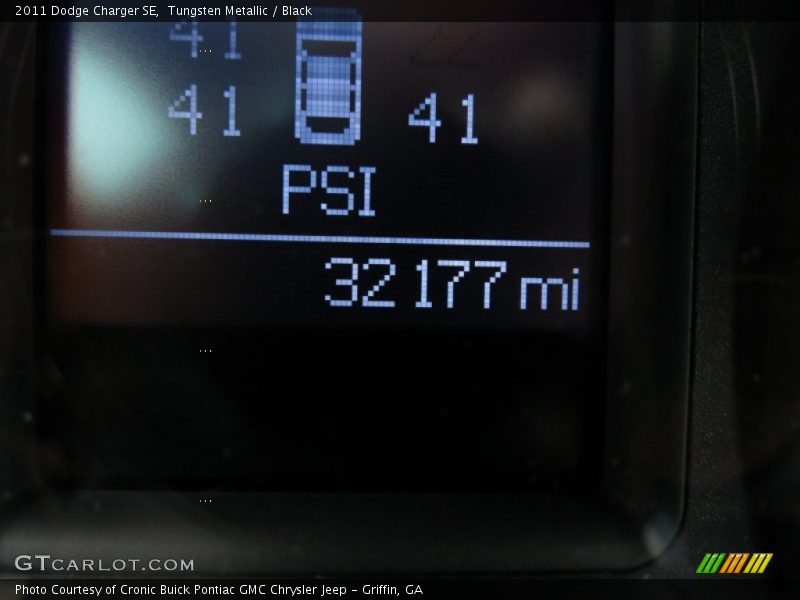 2011 Dodge Charger SE,  Tungsten Metallic / Black
41
41 41
PSI
32177 mi
GTCARLOT.COM
Photo Courtesy of Cronic Buick Pontiac GMC Chrysler Jeep - Griffin, GA